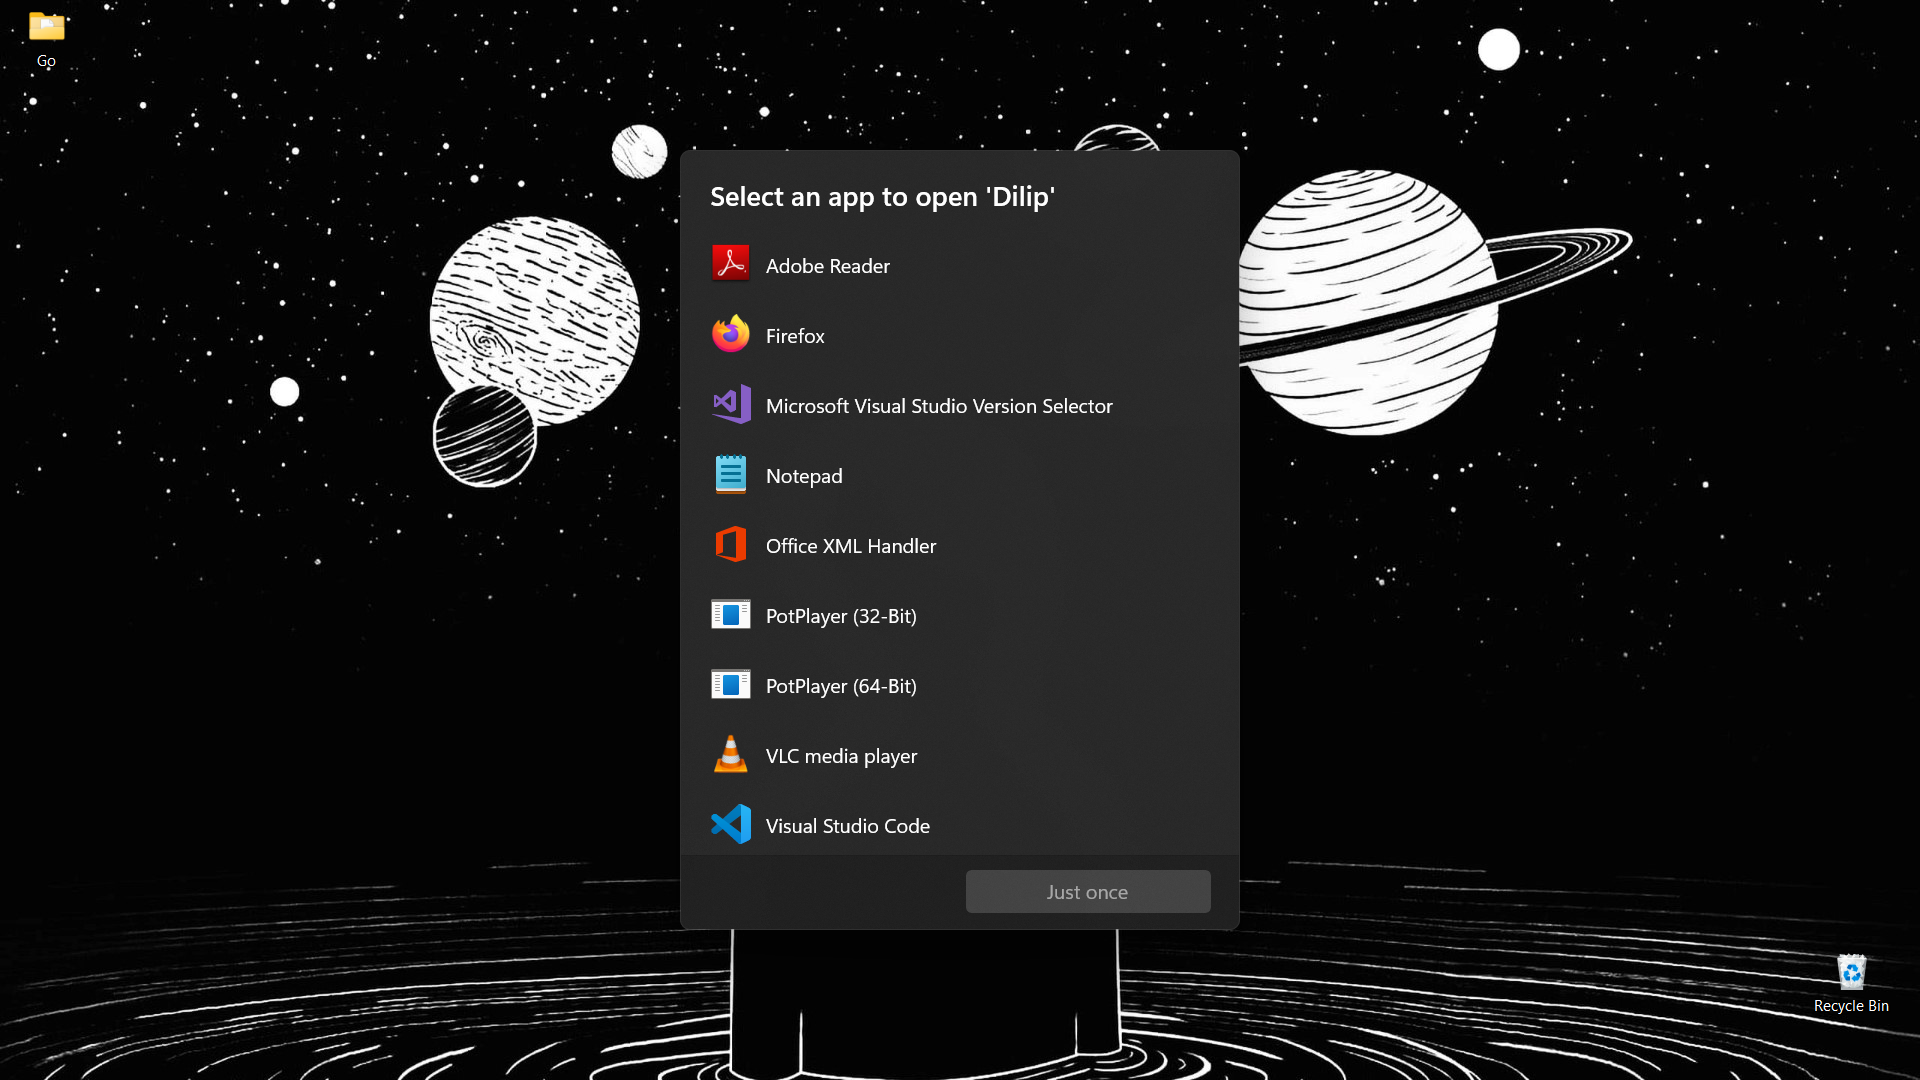 Go
Select an app to open 'Dilip'
Adobe Reader
Firefox
Microsoft Visual Studio Version Selector
Notepad
Office XML Handler
PotPlayer (32-Bit)
PotPlayer (64-Bit)
VLC media player
Visual Studio Code
Just once
Recycle Bin